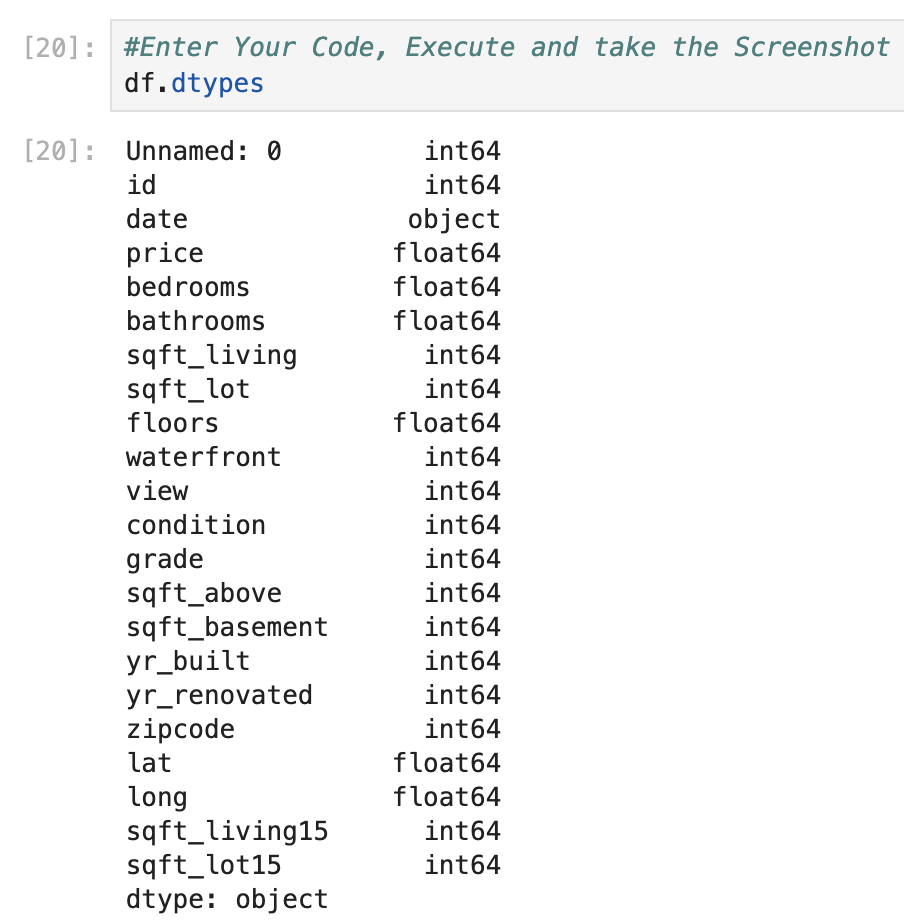 [20]: #Enter Your Code, Execute and take the Screenshot
df.dtypes
[20]: Unnamed: 0 int64
id int64
date object
price float64
bedrooms float64
bathrooms float64
sqft_living int64
sqft_lot int64
floors float64
waterfront int64
view int64
condition int64
grade int64
sqft_above int64
sqft_basement int64
yr_built int64
yr_renovated int64
zipcode int64
lat float64
long float64
sqft_living15 int64
sqft_lot15 int64
dtype: object